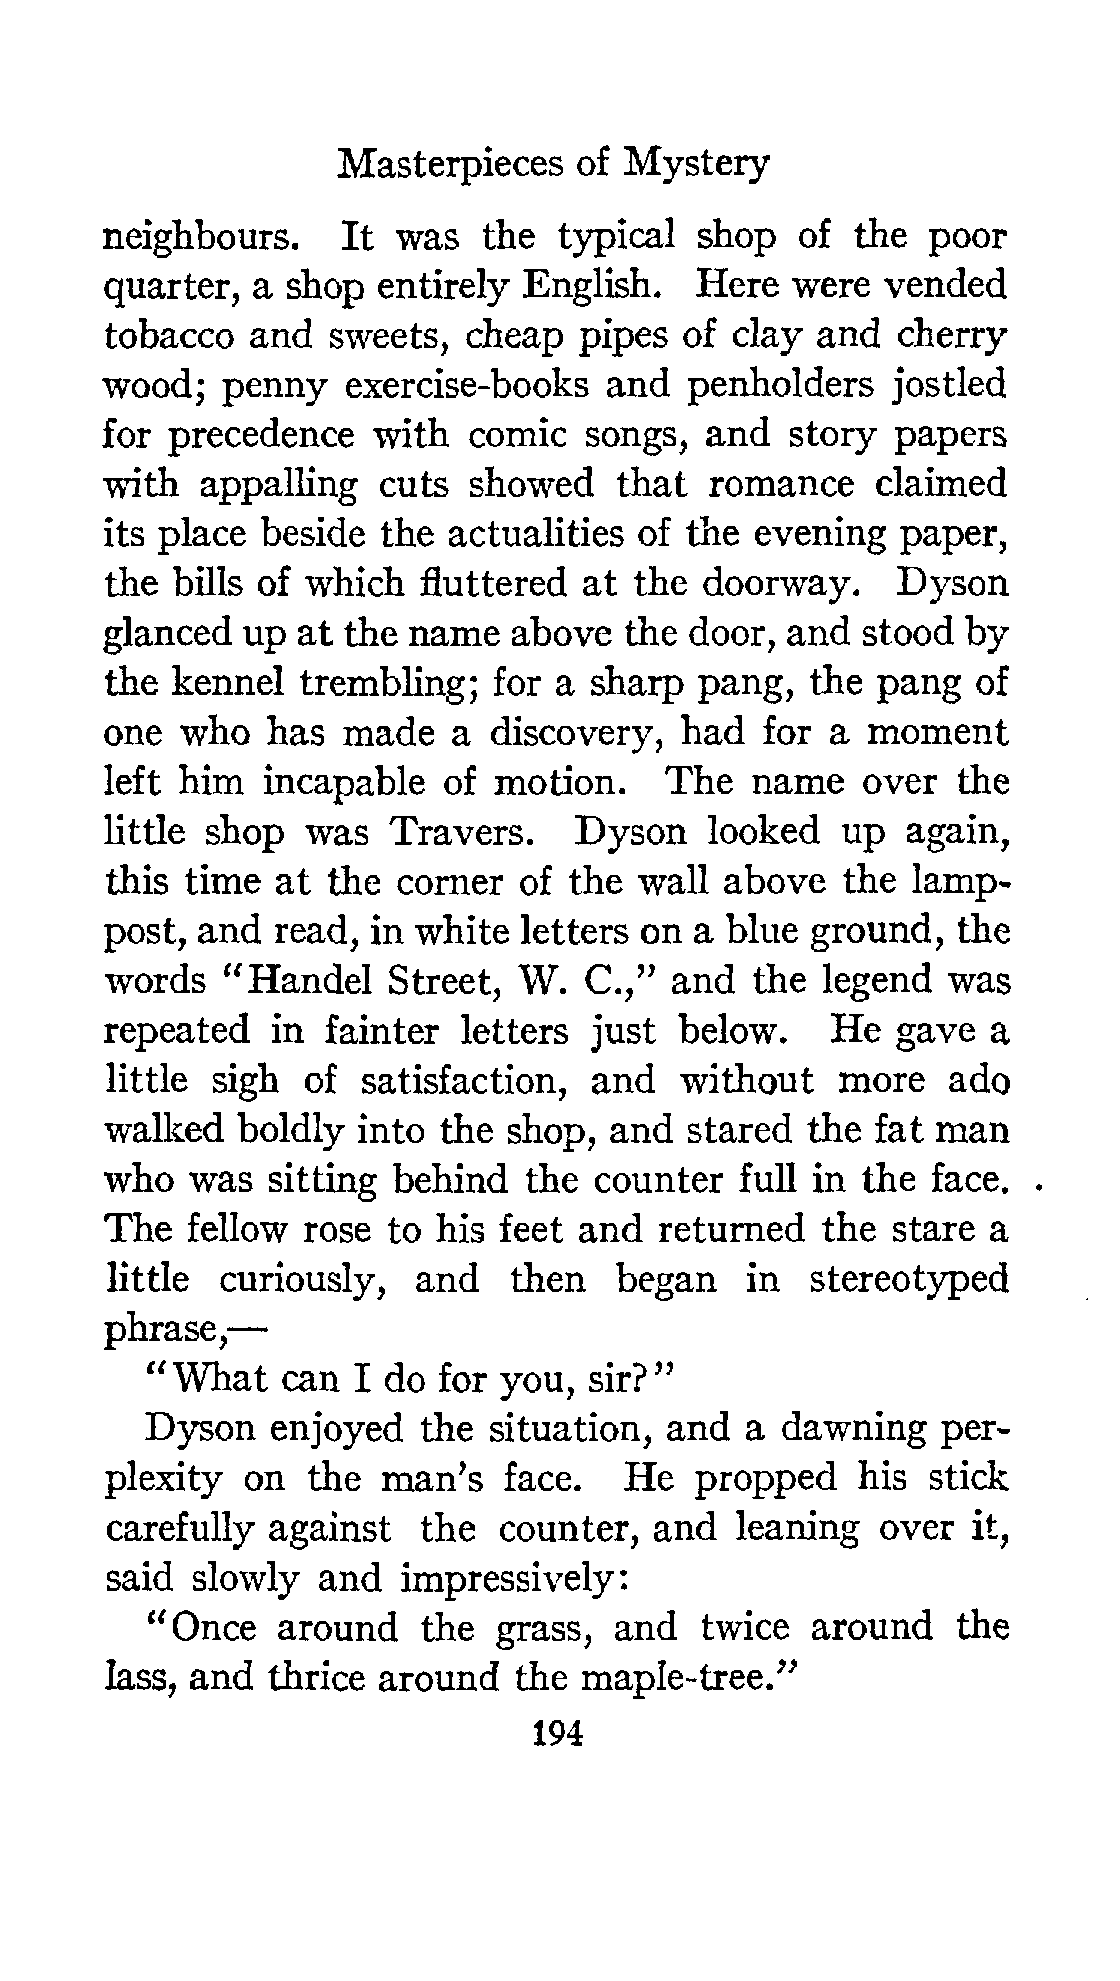 Masterpieces of Mystery
neighbours. It was the typical shop of the poor
quarter, a shop entirely English. Here were vended
tobacco and sweets, cheap pipes of clay and cherry
wood; penny exercise-books and penholders jostled
for precedence with comic songs, and story papers
with appalling cuts showed that romance claimed
its place beside the actualities of the evening paper,
the bills of which fluttered at the doorway. Dyson
glanced up at the name above the door, and stood by
the kennel trembling; for a sharp pang, the pang of
one who has made a discovery, had for a moment
left him incapable of motion. The name over the
little shop was Travers. Dyson looked up again,
this time at the corner of the wall above the lamp-
post, and read, in white letters on a blue ground, the
words "Handel Street, W. C.," and the legend was
repeated in fainter letters just below. He gave a
little sigh of satisfaction, and without more ado
walked boldly into the shop, and stared the fat man
who was sitting behind the counter full in the face.
The fellow rose to his feet and returned the stare a
little curiously, and then began in stereotyped
phrase,—
"What can I do for you, sir?"
Dyson enjoyed the situation, and a dawning per-
plexity on the man's face. He propped his stick
carefully against the counter, and leaning over it,
said slowly and impressively:
"Once around the grass, and twice around the
lass, and thrice around the maple-tree."
194